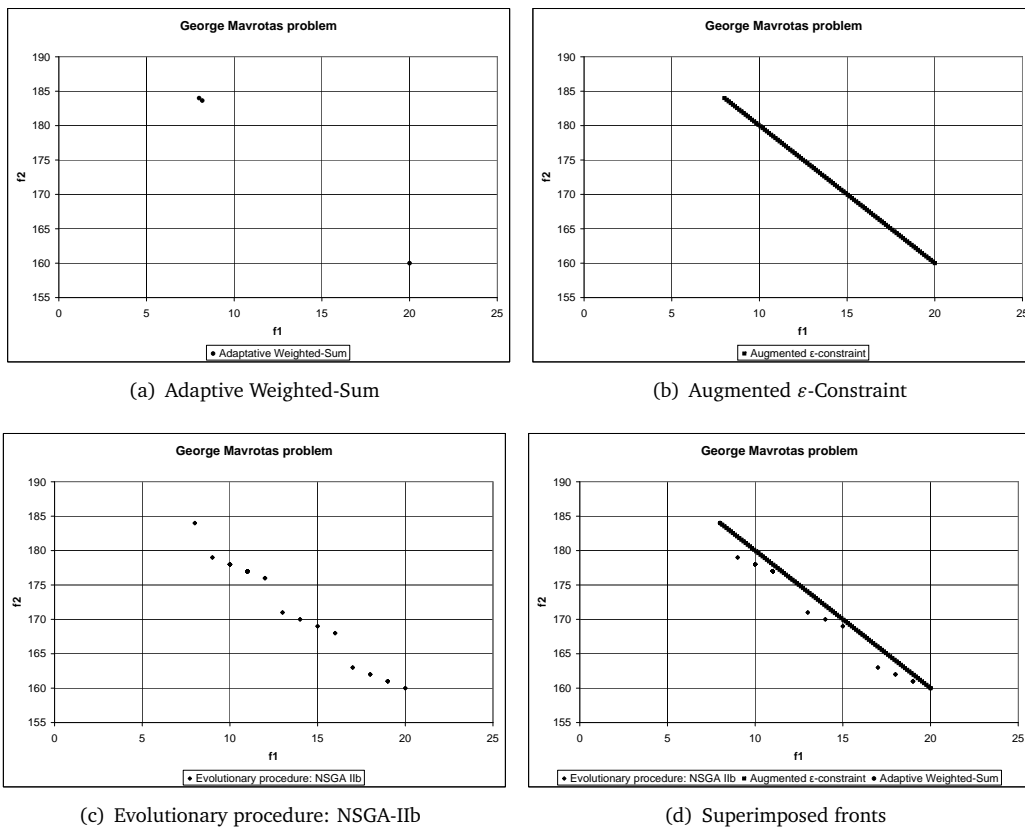 George Mavrotas problem
190
185
180
175
170
165
160
155
f2
0 5 10 15 20 25
f1
Adaptative Weighted-Sum
(a) Adaptive Weighted-Sum
George Mavrotas problem
190
185
180
175
170
165
160
155
f2
0 5 10 15 20 25
f1
Augmented ε-constraint
(b) Augmented ε-Constraint
George Mavrotas problem
190
185
180
175
170
165
160
155
f2
0 5 10 15 20 25
f1
Evolutionary procedure: NSGA IIb
(c) Evolutionary procedure: NSGA-IIb
George Mavrotas problem
190
185
180
175
170
165
160
155
f2
0 5 10 15 20 25
f1
Evolutionary procedure: NSGA IIb Augmented ε-constraint Adaptive Weighted-Sum
(d) Superimposed fronts